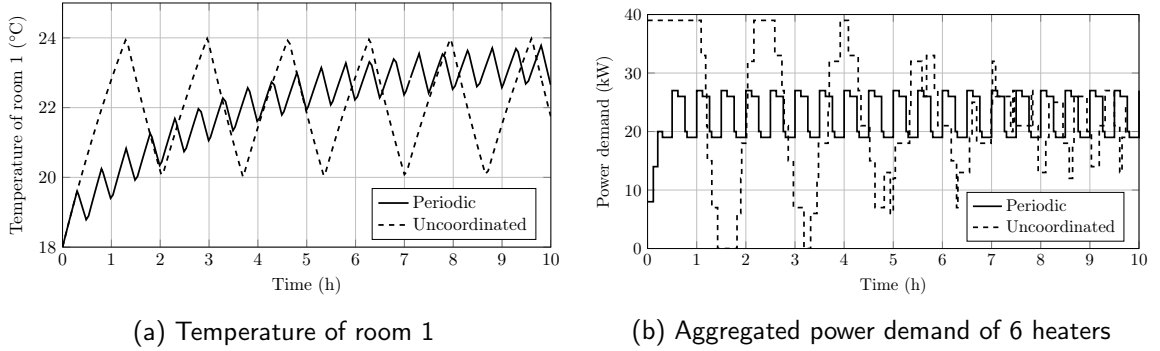 Temperature of room 1 (°C)
24
22
20
18
0 1 2 3 4 5 6 7 8 9 10
Time (h)
Periodic
Uncoordinated
(a) Temperature of room 1
Power demand (kW)
40
30
20
10
0
0 1 2 3 4 5 6 7 8 9 10
Time (h)
Periodic
Uncoordinated
(b) Aggregated power demand of 6 heaters